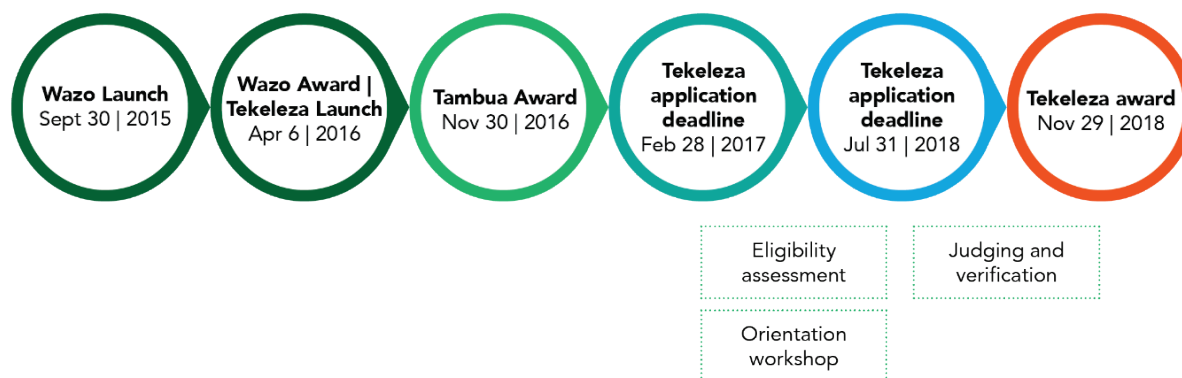 Wazo Launch
Sept 30 | 2015
Wazo Award |
Tekeleza Launch
Apr 6 | 2016
Tambua Award
Nov 30 | 2016
Tekeleza
application
deadline
Feb 28 | 2017
Tekeleza
application
deadline
Jul 31 | 2018
Tekeleza award
Nov 29 | 2018
Eligibility
assessment
Judging and
verification
Orientation
workshop